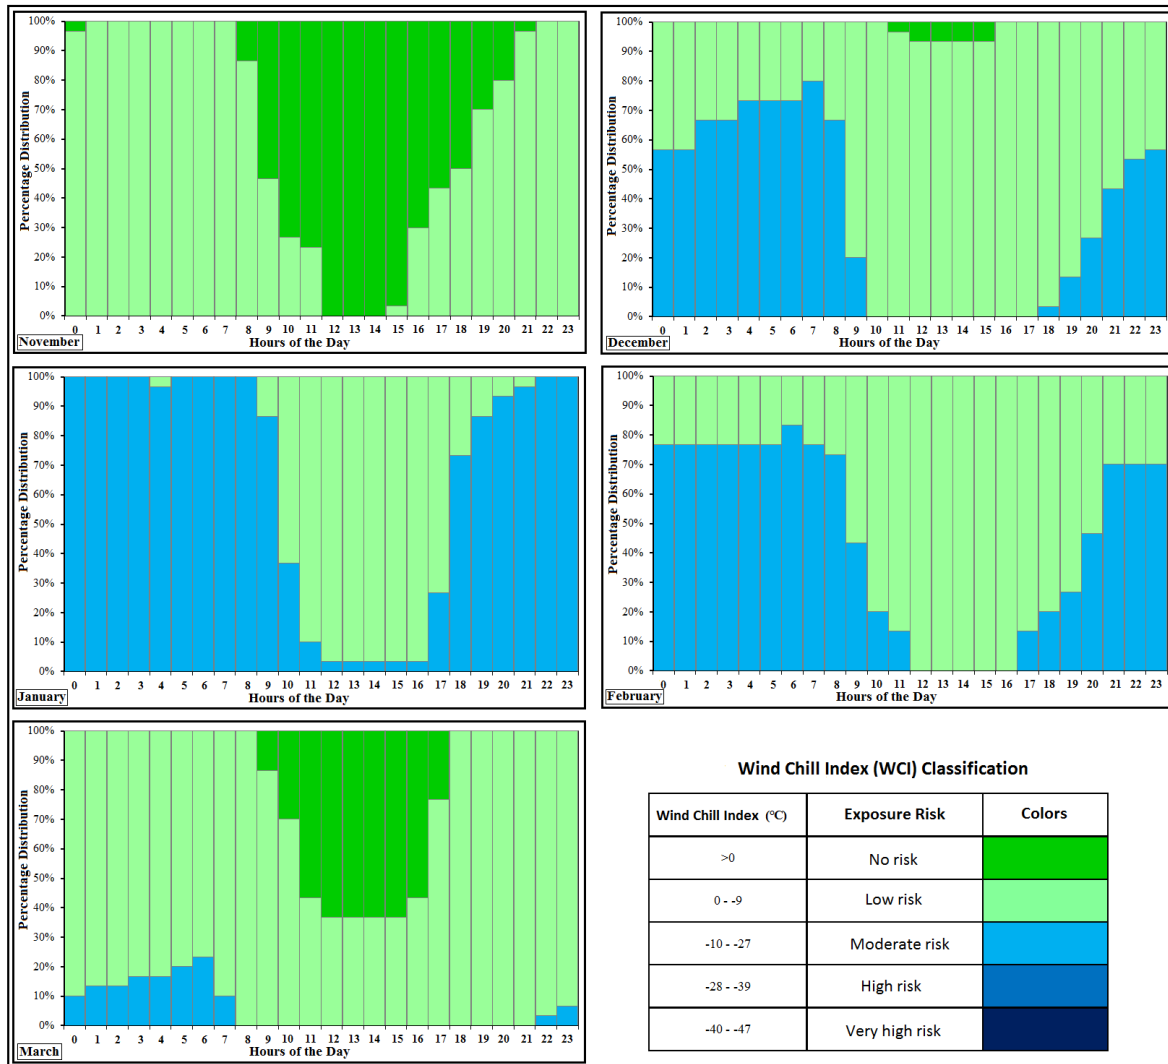 100%
90%
80%
70%
60%
50%
40%
30%
20%
10%
0%
Percentage Distribution
0 1 2 3 4 5 6 7 8 9 10 11 12 13 14 15 16 17 18 19 20 21 22 23
November
Hours of the Day
100%
90%
80%
70%
60%
50%
40%
30%
20%
10%
0%
Percentage Distribution
0 1 2 3 4 5 6 7 8 9 10 11 12 13 14 15 16 17 18 19 20 21 22 23
December
Hours of the Day
100%
90%
80%
70%
60%
50%
40%
30%
20%
10%
0%
Percentage Distribution
0 1 2 3 4 5 6 7 8 9 10 11 12 13 14 15 16 17 18 19 20 21 22 23
January
Hours of the Day
100%
90%
80%
70%
60%
50%
40%
30%
20%
10%
0%
Percentage Distribution
0 1 2 3 4 5 6 7 8 9 10 11 12 13 14 15 16 17 18 19 20 21 22 23
February
Hours of the Day
100%
90%
80%
70%
60%
50%
40%
30%
20%
10%
0%
Percentage Distribution
0 1 2 3 4 5 6 7 8 9 10 11 12 13 14 15 16 17 18 19 20 21 22 23
March
Hours of the Day
Wind Chill Index (WCI) Classification
Wind Chill Index (°C) Exposure Risk Colors
>0 No risk
0 - -9 Low risk
-10 - -27 Moderate risk
-28 - -39 High risk
-40 - -47 Very high risk